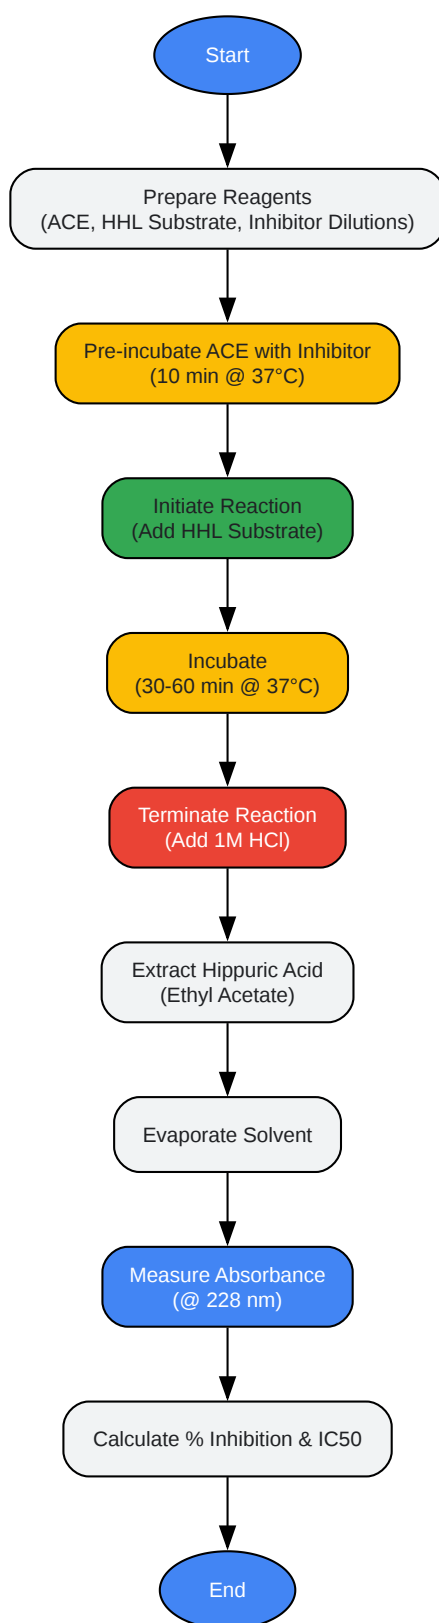 Start
Prepare Reagents
(ACE, HHL Substrate, Inhibitor Dilutions)
Pre-incubate ACE with Inhibitor
(10 min @ 37°C)
Initiate Reaction
(Add HHL Substrate)
Incubate
(30-60 min @ 37°C)
Terminate Reaction
(Add 1M HCl)
Extract Hippuric Acid
(Ethyl Acetate)
Evaporate Solvent
Measure Absorbance
(@ 228 nm)
Calculate % Inhibition & IC50
End